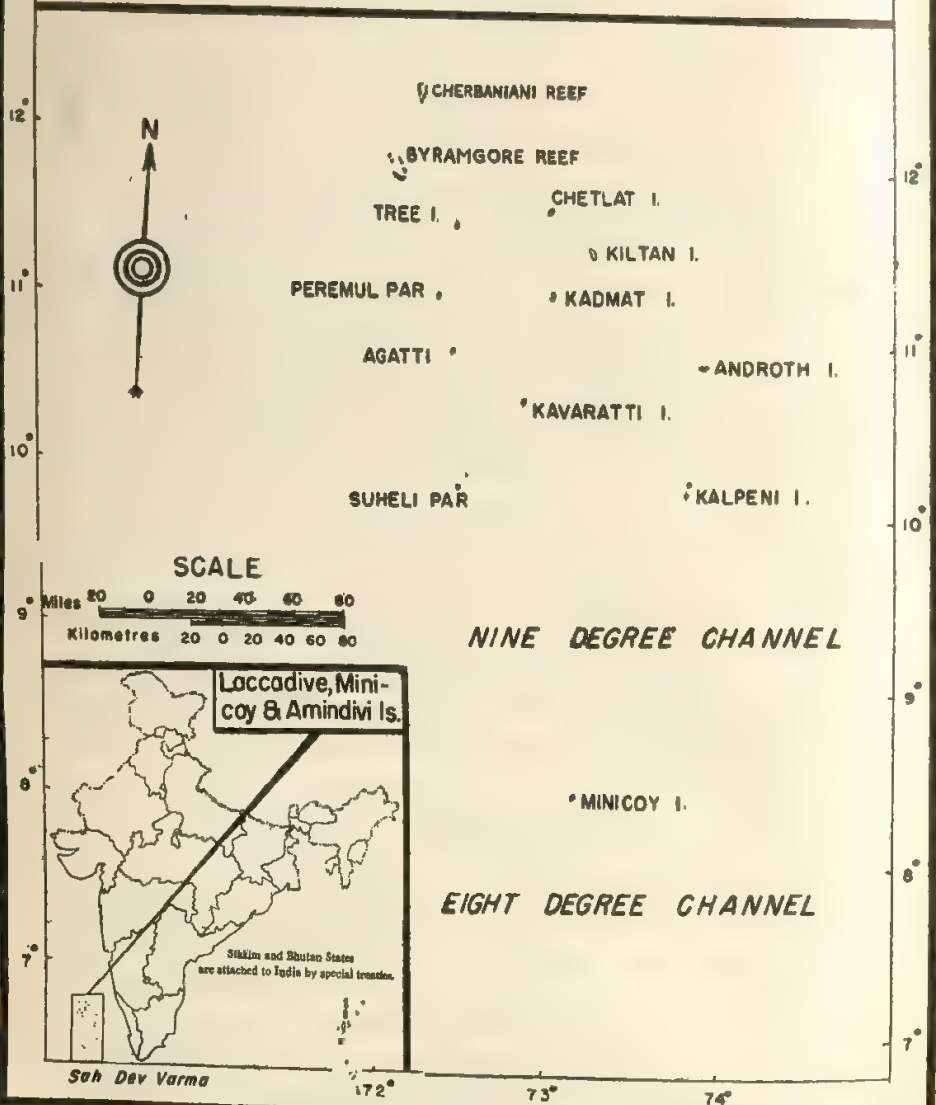 CHERBANIANI REEF
12°
N
BYRAMGORE REEF
12°
CHETLAT I.
TREE I.
KILTAN I.
11°
PEREMUL PAR
KADMAT I.
AGATTI
11°
ANDROTH I.
KAVARATTI I.
10°
SUHELI PAR
KALPENI I.
10°
SCALE
9°
Miles 20 0 20 40 60 80
Kilometres 20 0 20 40 60 80
NINE DEGREE CHANNEL
Laccadive, Mini-
coy & Amindivi Is.
9°
8°
MINICOY I.
8°
EIGHT DEGREE CHANNEL
7°
Sikkim and Bhutan States
are attached to India by special treaties.
7°
Sah Dev Varma
72°
73°
74°